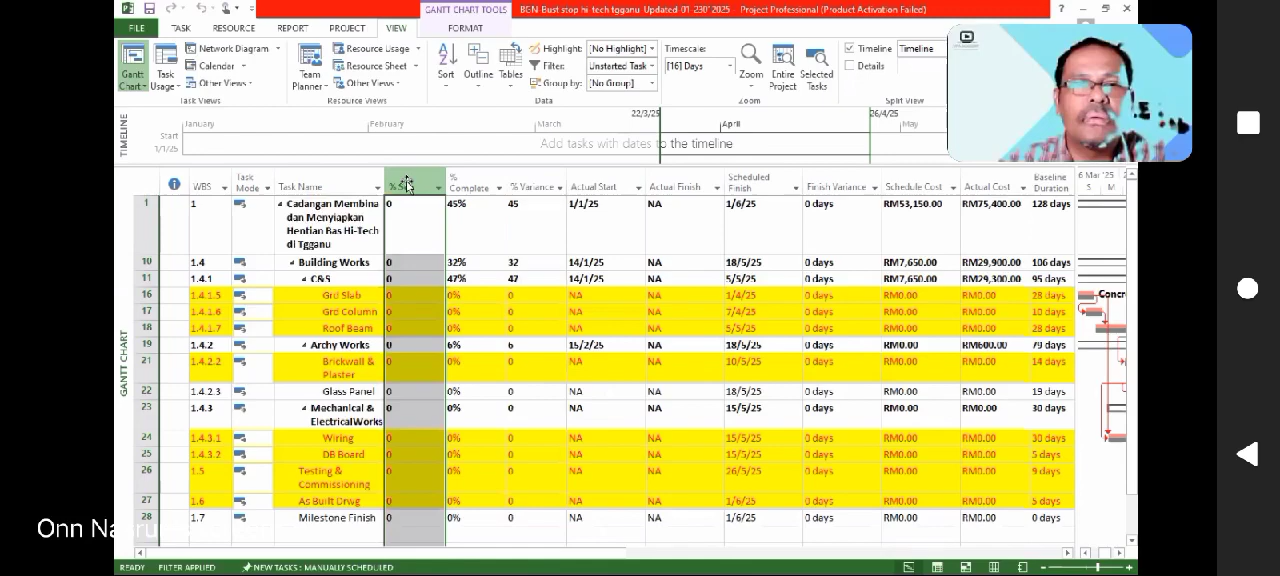 GANTT CHART TOOLS
BGN-Bust stop hi-tech tgganu-Updated-01-230'2025 - Project Professional (Product Activation Failed)
FILE TASK RESOURCE REPORT PROJECT VIEW FORMAT
Gantt Chart
Task Usage
Network Diagram
Calendar
Other Views
Task Views
Team Planner
Resource Usage
Resource Sheet
Other Views
Resource Views
Sort
Outline
Tables
Highlight: [No Highlight]
Filter: Unstarted Task
Group by: [No Group]
Data
Timescale:
[16] Days
Zoom
Entire Project
Selected Tasks
Zoom
Timeline Timeline
Details
Split View
TIMELINE
22/3/25 26/4/25
January February March April May
Start
1/1/25
Add tasks with dates to the timeline
GANTT CHART
WBS Task Mode Task Name % Complete % Variance Actual Start Actual Finish Scheduled Finish Finish Variance Schedule Cost Actual Cost Baseline Duration 6 Mar '25
S M
1 1 Cadangan Membina dan Menyiapkan Hentian Bas Hi-Tech di Tgganu 0 45% 45 1/1/25 NA 1/6/25 0 days RM53,150.00 RM75,400.00 128 days
10 1.4 Building Works 0 32% 32 14/1/25 NA 18/5/25 0 days RM7,650.00 RM29,900.00 106 days
11 1.4.1 C&S 0 47% 47 14/1/25 NA 5/5/25 0 days RM7,650.00 RM29,300.00 95 days
16 1.4.1.5 Grd Slab 0 0% 0 NA NA 1/4/25 0 days RM0.00 RM0.00 28 days
17 1.4.1.6 Grd Column 0 0% 0 NA NA 7/4/25 0 days RM0.00 RM0.00 10 days
18 1.4.1.7 Roof Beam 0 0% 0 NA NA 5/5/25 0 days RM0.00 RM0.00 28 days
19 1.4.2 Archy Works 0 6% 6 15/2/25 NA 18/5/25 0 days RM0.00 RM600.00 79 days
21 1.4.2.2 Brickwall & Plaster 0 0% 0 NA NA 10/5/25 0 days RM0.00 RM0.00 14 days
22 1.4.2.3 Glass Panel 0 0% 0 NA NA 18/5/25 0 days RM0.00 RM0.00 19 days
23 1.4.3 Mechanical & ElectricalWorks 0 0% 0 NA NA 15/5/25 0 days RM0.00 RM0.00 30 days
24 1.4.3.1 Wiring 0 0% 0 NA NA 15/5/25 0 days RM0.00 RM0.00 30 days
25 1.4.3.2 DB Board 0 0% 0 NA NA 15/5/25 0 days RM0.00 RM0.00 5 days
26 1.5 Testing & Commissioning 0 0% 0 NA NA 26/5/25 0 days RM0.00 RM0.00 9 days
27 1.6 As Built Drwg 0 0% 0 NA NA 1/6/25 0 days RM0.00 RM0.00 5 days
28 1.7 Milestone Finish 0 0% 0 NA NA 1/6/25 0 days RM0.00 RM0.00 0 days
Onn
READY FILTER APPLIED NEW TASKS : MANUALLY SCHEDULED